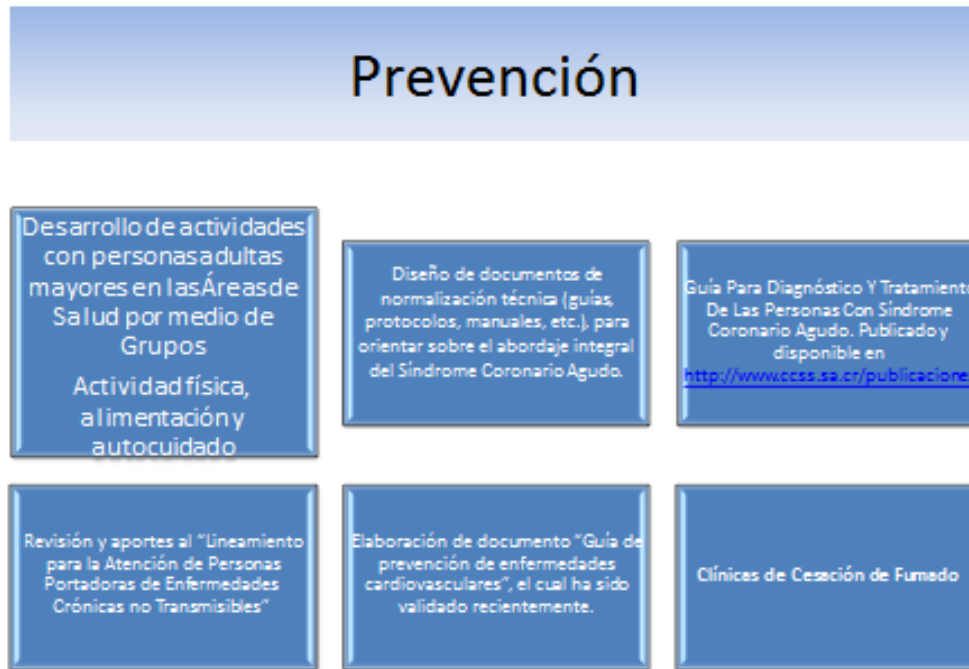 Prevención
Desarrollo de actividades
con personas adultas
mayores en las Áreas de
Salud por medio de
Grupos
Actividad física,
alimentación y
autocuidado
Diseño de documentos de
normalización técnica (guías,
protocolos, manuales, etc.), para
orientar sobre el abordaje integral
del Síndrome Coronario Agudo.
Guía Para Diagnóstico Y Tratamiento
De Las Personas Con Síndrome
Coronario Agudo. Publicado y
disponible en
http://www.ccss.sa.cr/publicaciones
Revisión y aportes al “Lineamiento
para la Atención de Personas
Portadoras de Enfermedades
Crónicas no Transmisibles”
Elaboración de documento “Guía de
prevención de enfermedades
cardiovasculares”, el cual ha sido
validado recientemente.
Clínicas de Cesación de Fumado